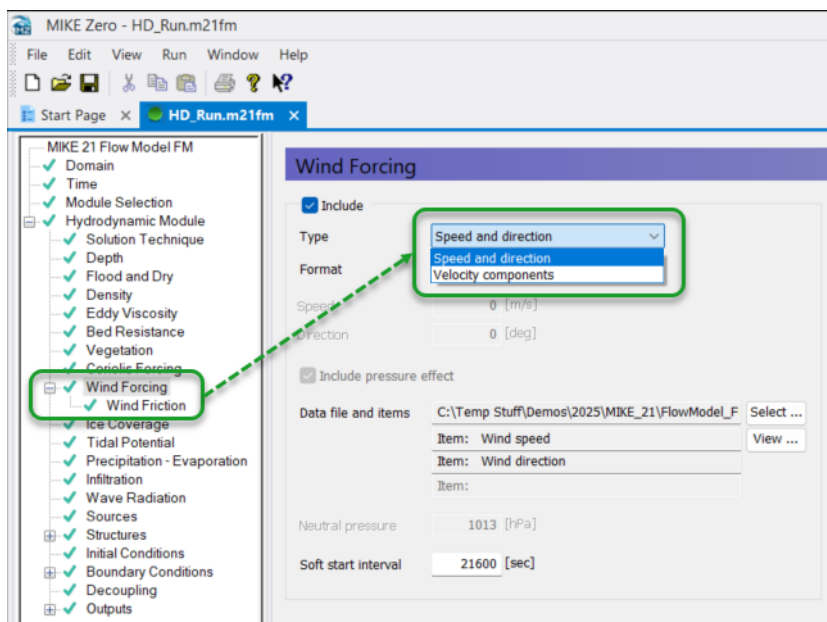 MIKE Zero - HD_Run.m21fm
File Edit View Run Window Help
Start Page X HD_Run.m21fm X
MIKE 21 Flow Model FM
Domain
Time
Module Selection
Hydrodynamic Module
Solution Technique
Depth
Flood and Dry
Density
Eddy Viscosity
Bed Resistance
Vegetation
Coriolis Forcing
Wind Forcing
Wind Friction
Ice Coverage
Tidal Potential
Precipitation - Evaporation
Infiltration
Wave Radiation
Sources
Structures
Initial Conditions
Boundary Conditions
Decoupling
Outputs
Wind Forcing
Include
Type Speed and direction
Speed and direction
Velocity components
Format
Speed 0 [m/s]
Direction 0 [deg]
Include pressure effect
Data file and items C:\Temp Stuff\Demos\2025\MIKE_21\FlowModel_F Select ...
Item: Wind speed View ...
Item: Wind direction
Item:
Neutral pressure 1013 [hPa]
Soft start interval 21600 [sec]